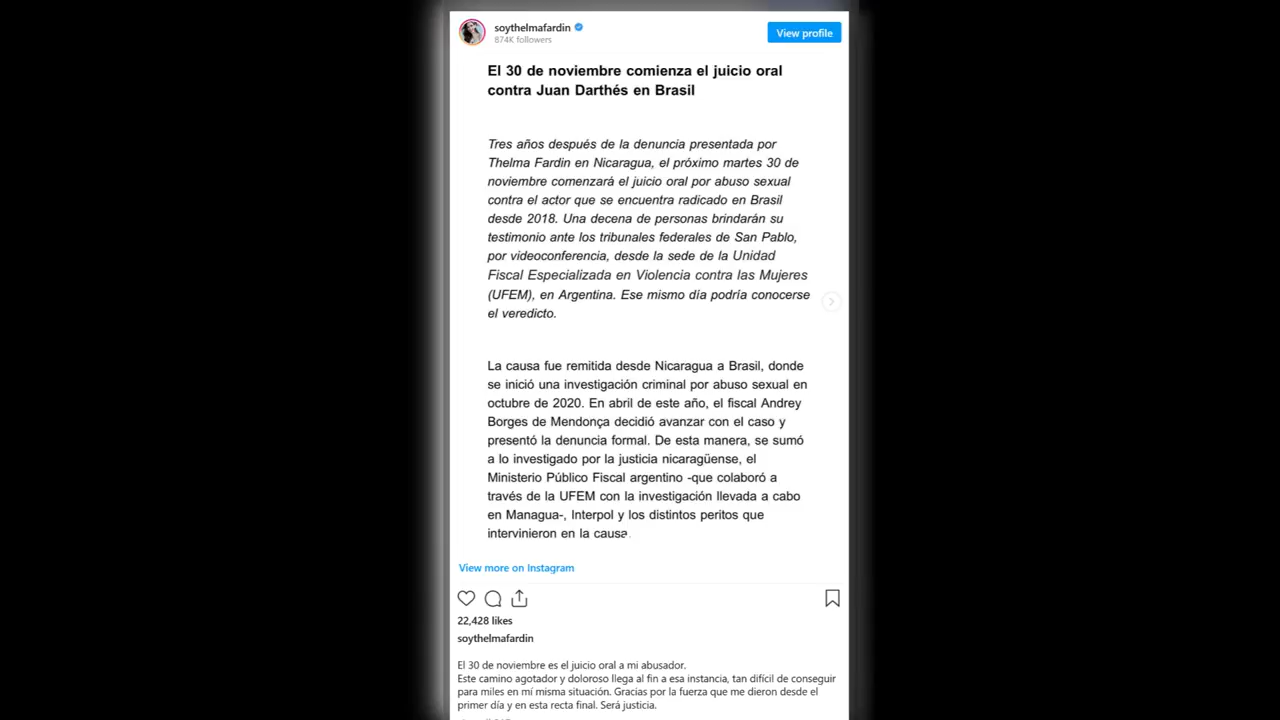 soythelmafardin
874K followers
View profile
El 30 de noviembre comienza el juicio oral
contra Juan Darthés en Brasil
Tres años después de la denuncia presentada por
Thelma Fardin en Nicaragua, el próximo martes 30 de
noviembre comenzará el juicio oral por abuso sexual
contra el actor que se encuentra radicado en Brasil
desde 2018. Una decena de personas brindarán su
testimonio ante los tribunales federales de San Pablo,
por videoconferencia, desde la sede de la Unidad
Fiscal Especializada en Violencia contra las Mujeres
(UFEM), en Argentina. Ese mismo día podría conocerse
el veredicto.
La causa fue remitida desde Nicaragua a Brasil, donde
se inició una investigación criminal por abuso sexual en
octubre de 2020. En abril de este año, el fiscal Andrey
Borges de Mendonça decidió avanzar con el caso y
presentó la denuncia formal. De esta manera, se sumó
a lo investigado por la justicia nicaragüense, el
Ministerio Público Fiscal argentino -que colaboró a
través de la UFEM con la investigación llevada a cabo
en Managua-, Interpol y los distintos peritos que
intervinieron en la causa.
View more on Instagram
22,428 likes
soythelmafardin
El 30 de noviembre es el juicio oral a mi abusador.
Este camino agotador y doloroso llega al fin a esa instancia, tan difícil de conseguir
para miles en mí misma situación. Gracias por la fuerza que me dieron desde el
primer día y en esta recta final. Será justicia.